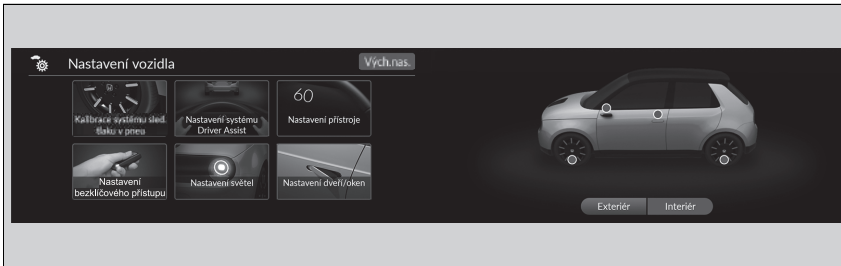 Nastavení vozidla
Vých.nas.
Kalibrace systému sled.
tlaku v pneu
Nastavení systému
Driver Assist
60
Nastavení přístroje
Nastavení
bezklíčového přístupu
Nastavení světel
Nastavení dveří/oken
Exteriér
Interiér